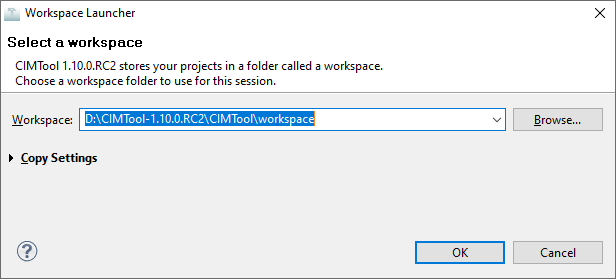 Workspace Launcher
Select a workspace
CIMTool 1.10.0.RC2 stores your projects in a folder called a workspace.
Choose a workspace folder to use for this session.
Workspace: D:\CIMTool-1.10.0.RC2\CIMTool\workspace Browse...
Copy Settings
? OK Cancel